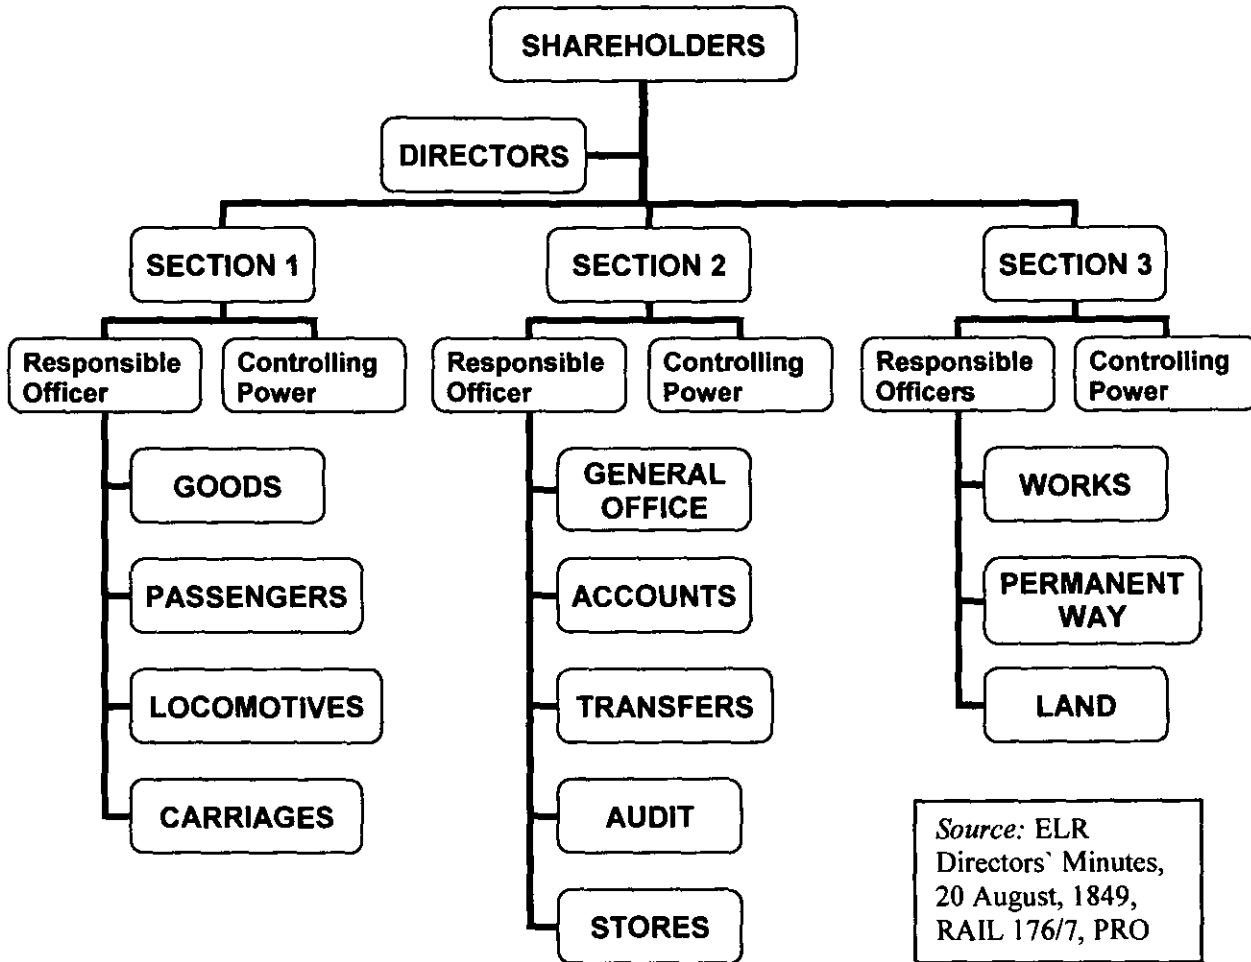 SHAREHOLDERS
DIRECTORS
SECTION 1
SECTION 2
SECTION 3
Responsible
Officer
Controlling
Power
Responsible
Officer
Controlling
Power
Responsible
Officers
Controlling
Power
GOODS
PASSENGERS
LOCOMOTIVES
CARRIAGES
GENERAL
OFFICE
ACCOUNTS
TRANSFERS
AUDIT
STORES
WORKS
PERMANENT
WAY
LAND
Source: ELR
Directors` Minutes,
20 August, 1849,
RAIL 176/7, PRO